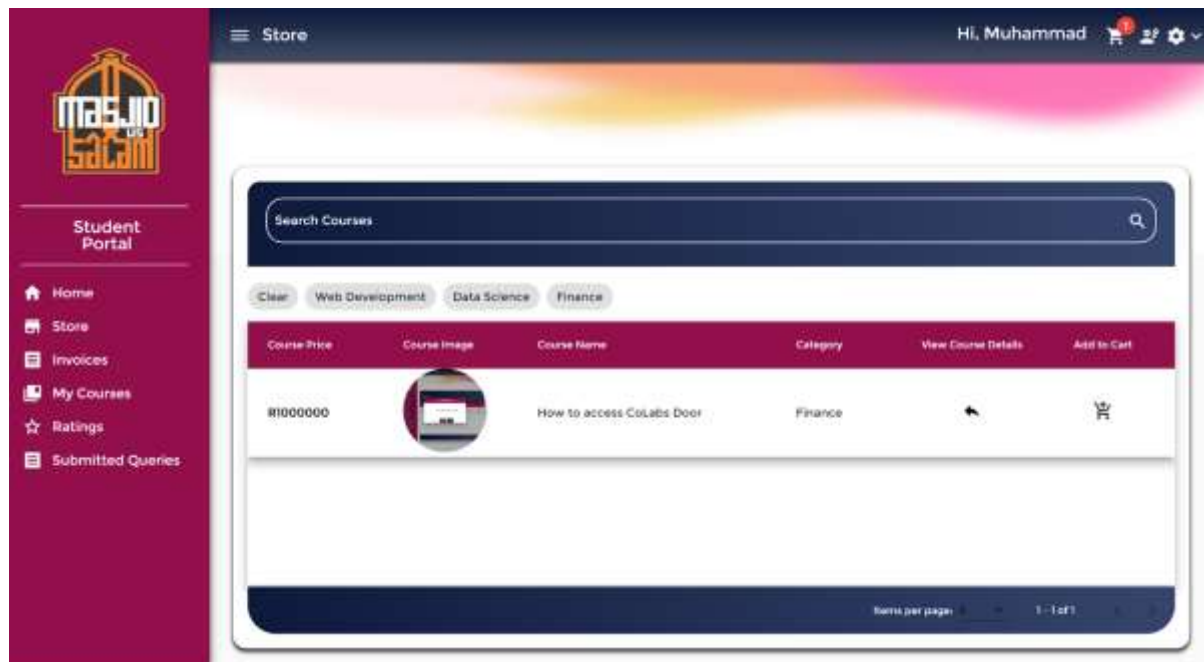 Store
Hi, Muhammad
1
MASJID
US
Salam
Student
Portal
Home
Store
Invoices
My Courses
Ratings
Submitted Queries
Search Courses
Clear Web Development Data Science Finance
Course Price Course Image Course Name Category View Course Details Add to Cart
R1000000 How to access CoLabs Door Finance
Items per page: 1 - 1 of 1